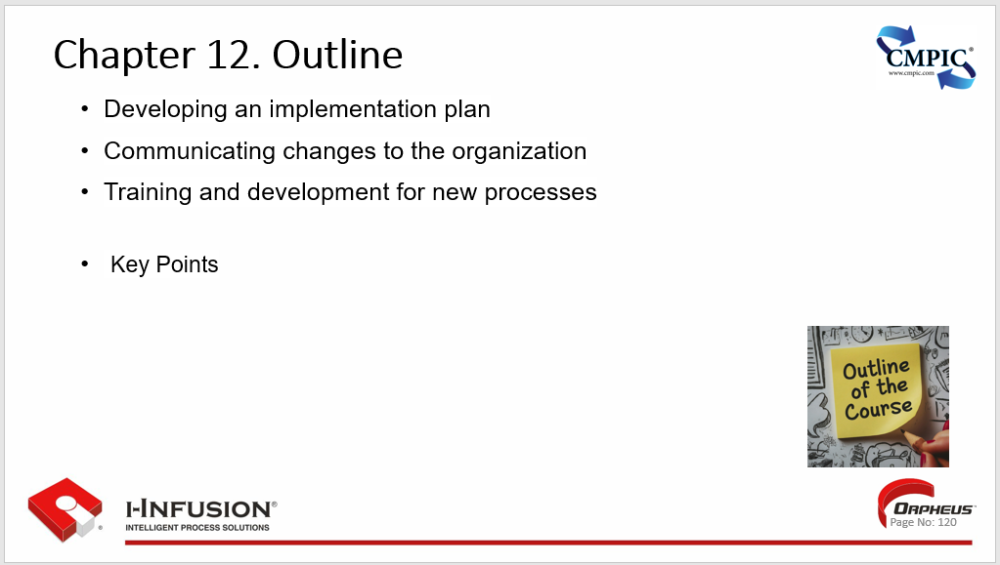 Chapter 12. Outline
CMPIC®
www.cmpic.com
• Developing an implementation plan
• Communicating changes to the organization
• Training and development for new processes
• Key Points
Outline
of the
Course
I-INFUSION®
INTELLIGENT PROCESS SOLUTIONS
®
ORPHEUS™
Page No: 120